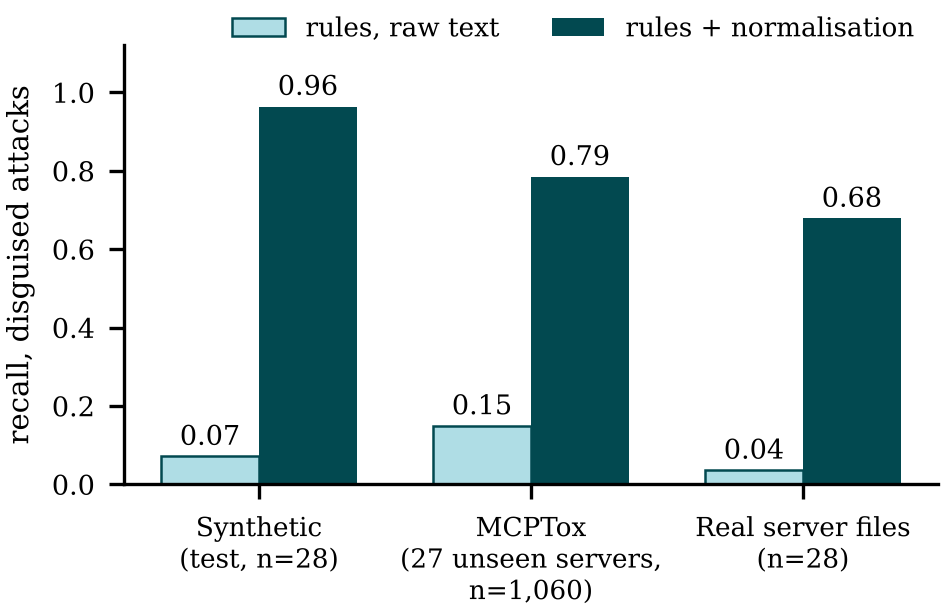 rules, raw text
rules + normalisation
recall, disguised attacks
1.0
0.8
0.6
0.4
0.2
0.0
0.07
0.96
0.15
0.79
0.04
0.68
Synthetic
(test, n=28)
MCPTox
(27 unseen servers,
n=1,060)
Real server files
(n=28)